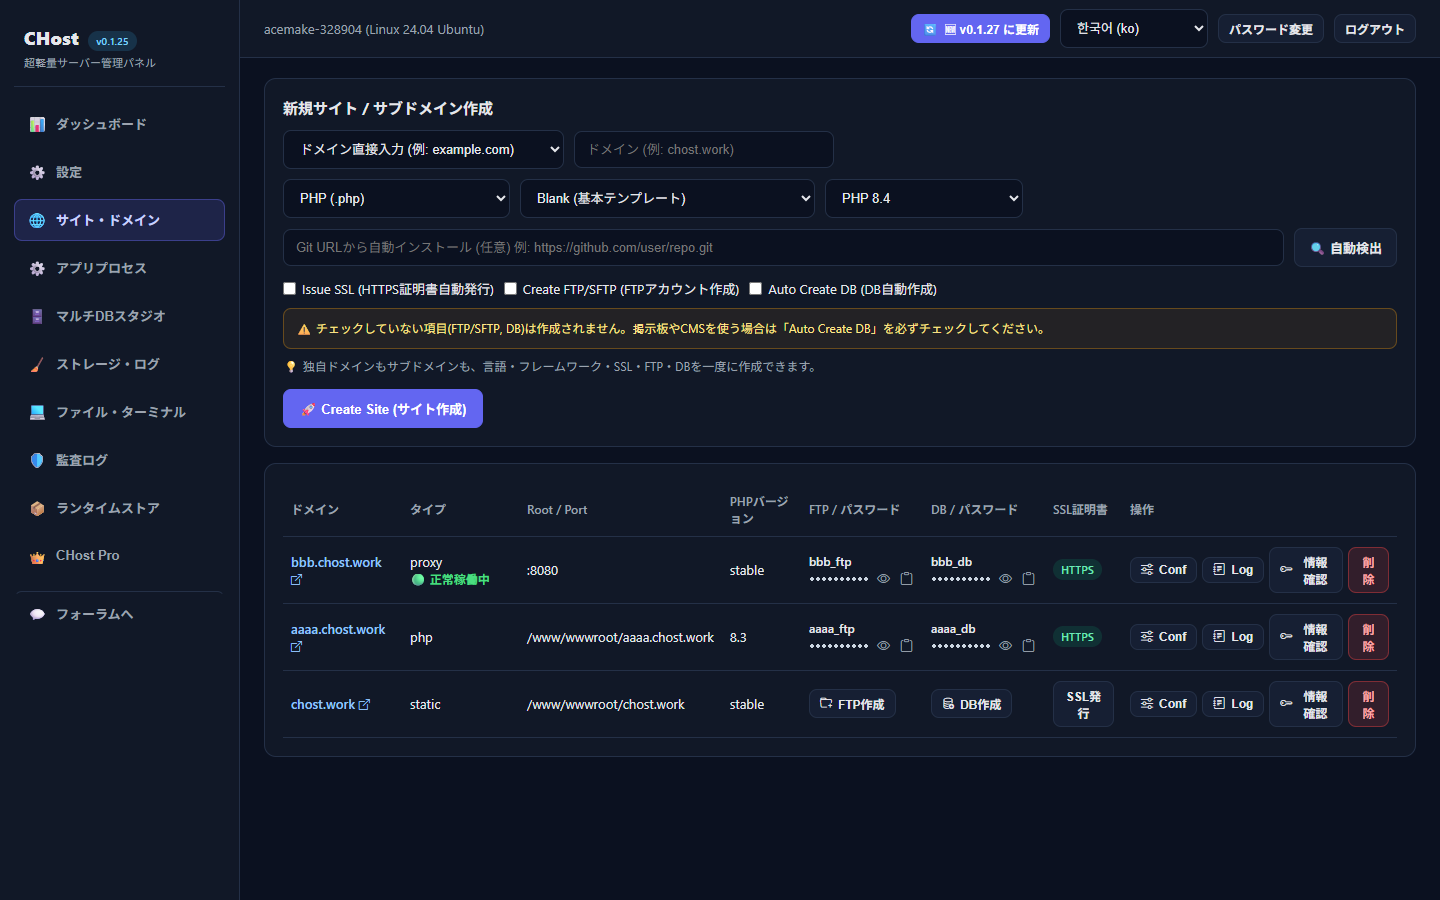 CHost v0.1.25
超軽量サーバー管理パネル
ダッシュボード
設定
サイト・ドメイン
アプリプロセス
マルチDBスタジオ
ストレージ・ログ
ファイル・ターミナル
監査ログ
ランタイムストア
CHost Pro
フォーラムへ
acemake-328904 (Linux 24.04 Ubuntu)
🆕 v0.1.27 に更新
한국어 (ko)
パスワード変更
ログアウト
新規サイト / サブドメイン作成
ドメイン直接入力 (例: example.com)
ドメイン (例: chost.work)
PHP (.php)
Blank (基本テンプレート)
PHP 8.4
Git URLから自動インストール (任意) 例: https://github.com/user/repo.git
自動検出
Issue SSL (HTTPS証明書自動発行)
Create FTP/SFTP (FTPアカウント作成)
Auto Create DB (DB自動作成)
チェックしていない項目(FTP/SFTP, DB)は作成されません。掲示板やCMSを使う場合は「Auto Create DB」を必ずチェックしてください。
独自ドメインもサブドメインも、言語・フレームワーク・SSL・FTP・DBを一度に作成できます。
Create Site (サイト作成)
ドメイン
タイプ
Root / Port
PHPバージ
ョン
FTP / パスワード
DB / パスワード
SSL証明書
操作
bbb.chost.work
proxy
正常稼働中
:8080
stable
bbb_ftp
••••••••••
bbb_db
••••••••••
HTTPS
Conf
Log
情報
確認
削
除
aaaa.chost.work
php
/www/wwwroot/aaaa.chost.work
8.3
aaaa_ftp
••••••••••
aaaa_db
••••••••••
HTTPS
Conf
Log
情報
確認
削
除
chost.work
static
/www/wwwroot/chost.work
stable
FTP作成
DB作成
SSL発
行
Conf
Log
情報
確認
削
除